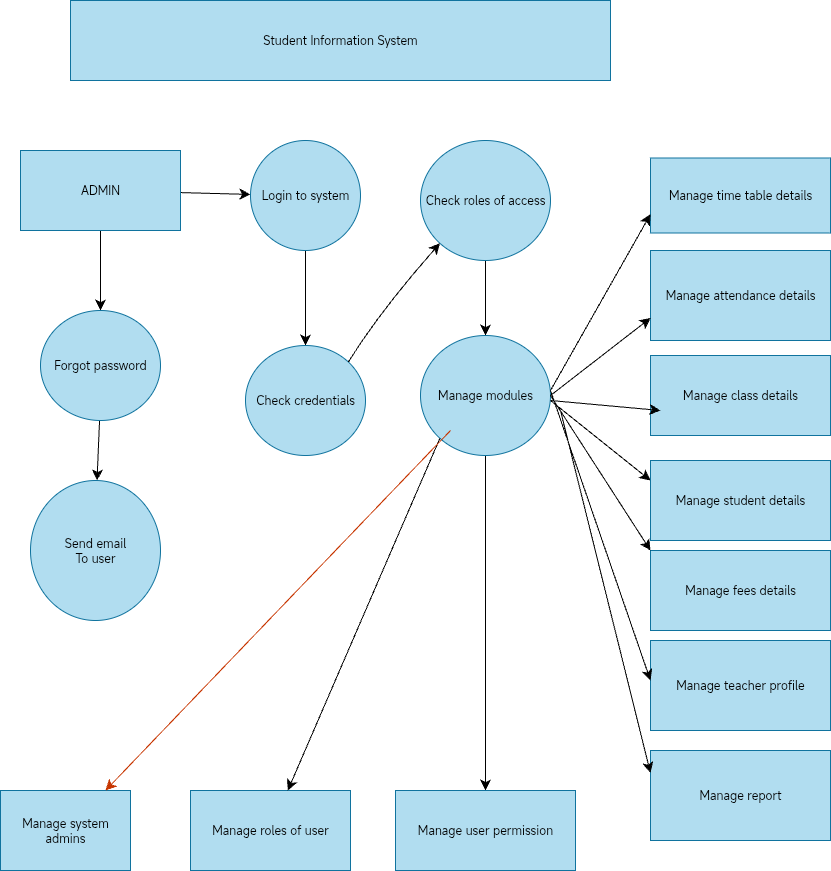 Student Information System
ADMIN
Login to system
Check roles of access
Manage time table details
Manage attendance details
Forgot password
Check credentials
Manage modules
Manage class details
Manage student details
Send email
To user
Manage fees details
Manage teacher profile
Manage report
Manage system
admins
Manage roles of user
Manage user permission